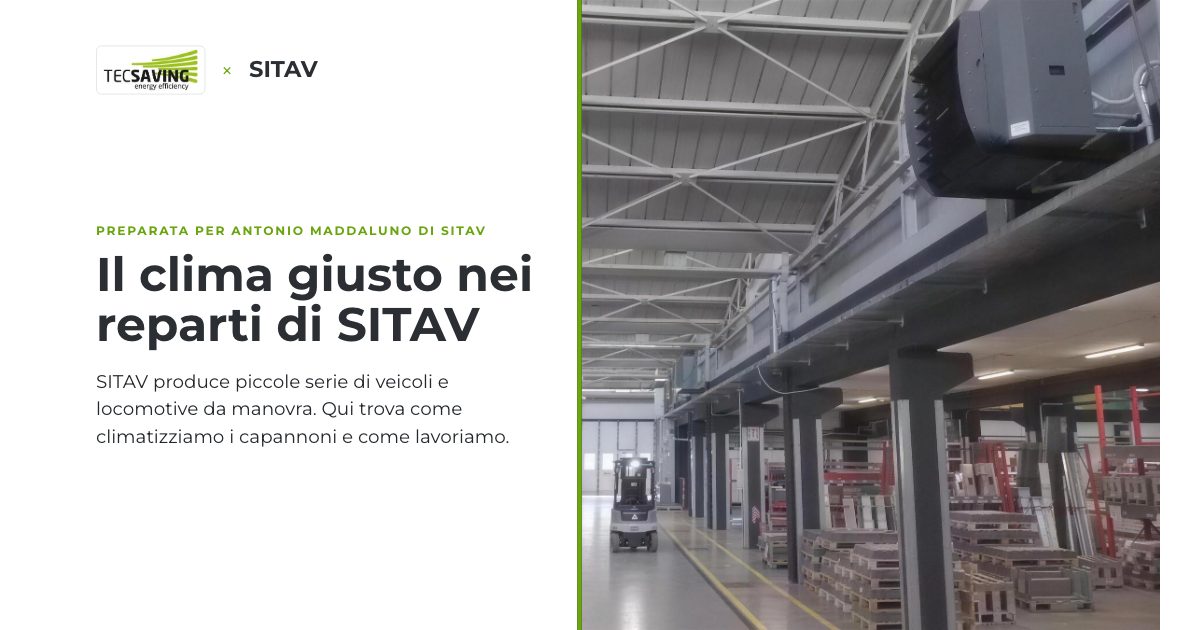 TECSAVING
energy efficiency
× SITAV
PREPARATA PER ANTONIO MADDALUNO DI SITAV
Il clima giusto nei
reparti di SITAV
SITAV produce piccole serie di veicoli e
locomotive da manovra. Qui trova come
climatizziamo i capannoni e come lavoriamo.